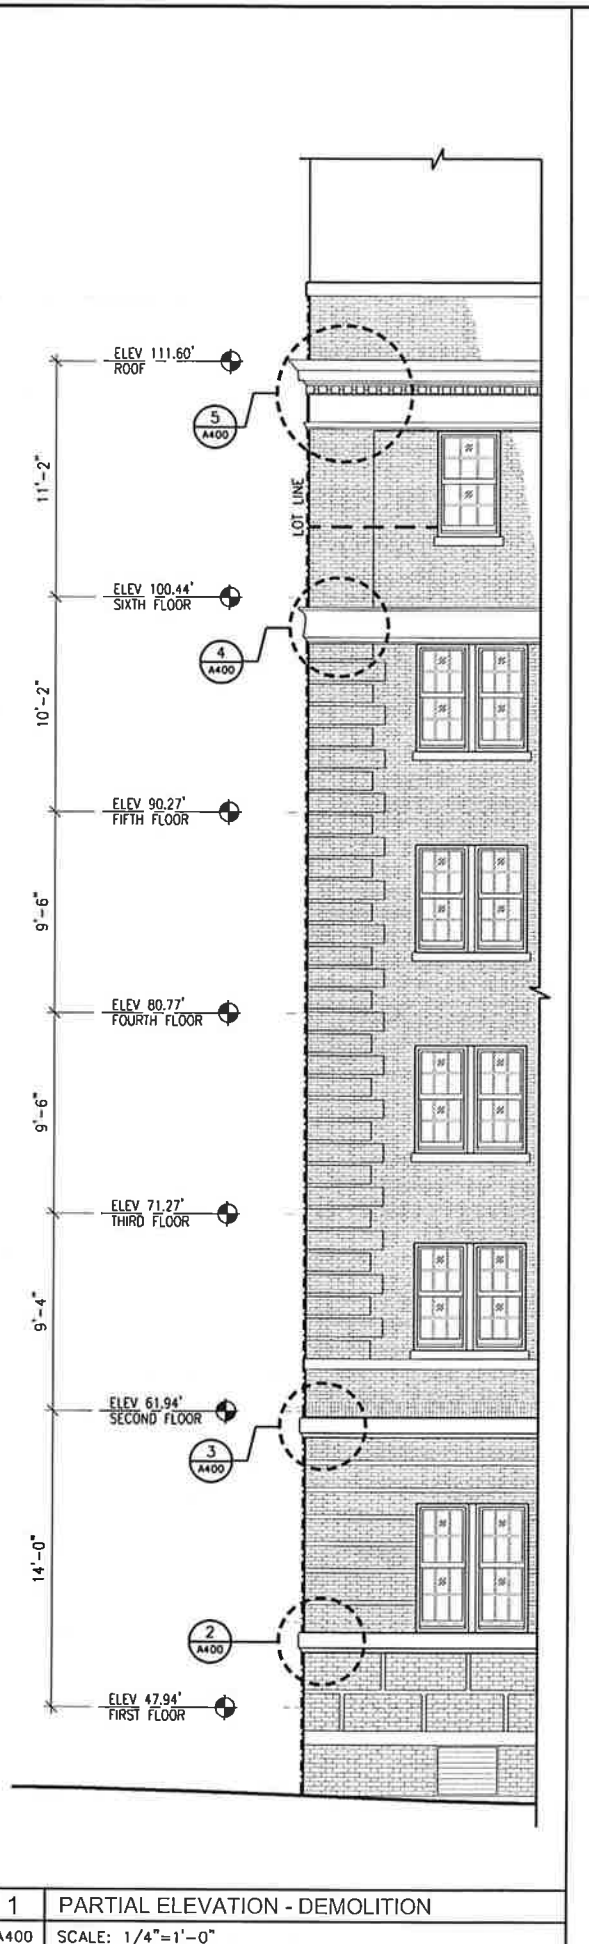 ELEV 111.60'
ROOF
5
A400
11'-2"
LOT LINE
ELEV 100.44'
SIXTH FLOOR
4
A400
10'-2"
ELEV 90.27'
FIFTH FLOOR
9'-6"
ELEV 80.77'
FOURTH FLOOR
9'-6"
ELEV 71.27'
THIRD FLOOR
9'-4"
ELEV 61.94'
SECOND FLOOR
3
A400
14'-0"
2
A400
ELEV 47.94'
FIRST FLOOR
1 PARTIAL ELEVATION - DEMOLITION
A400 SCALE: 1/4"=1'-0"